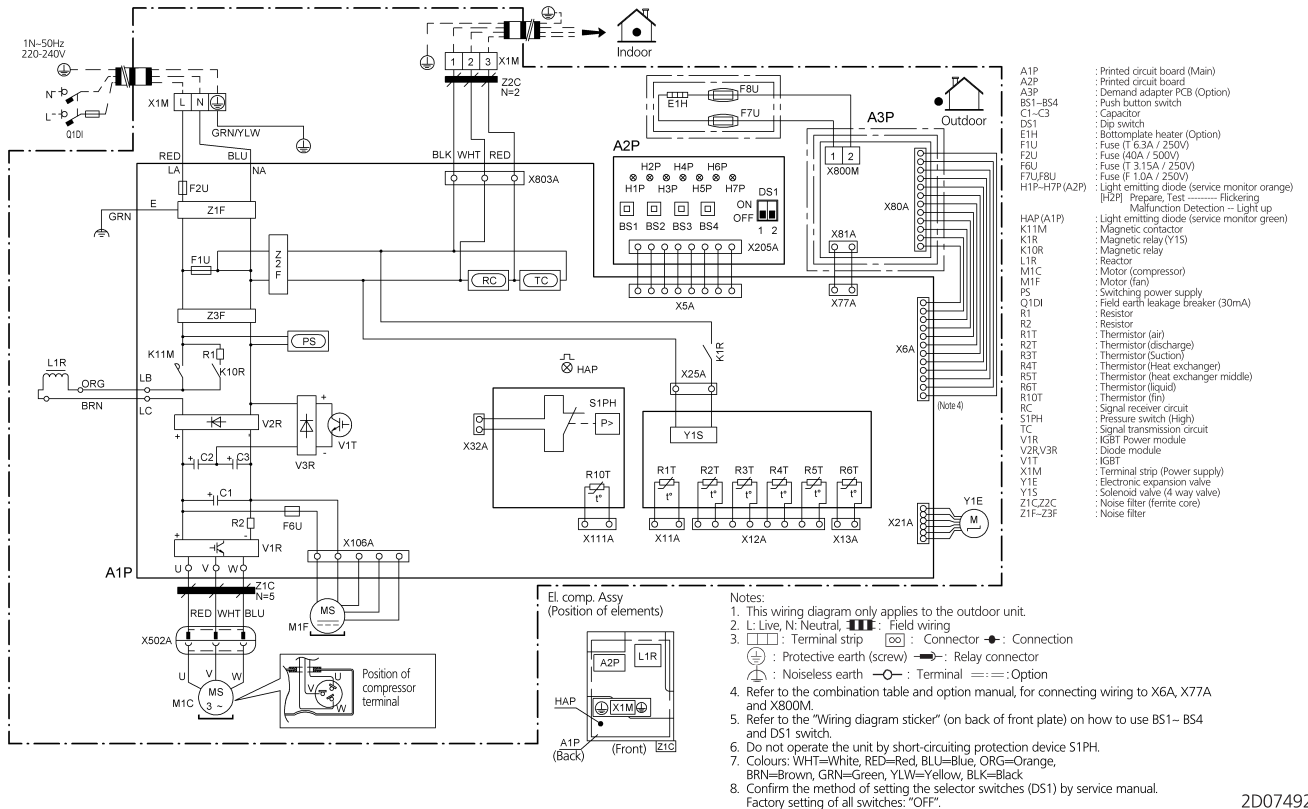 1N~50Hz
220-240V
N
L
Q1DI
X1M
L N
GRN/YLW
RED
LA
BLU
NA
1 2 3
X1M
Z2C
N=2
Indoor
Outdoor
BLK WHT RED
X803A
E1H
F8U
F7U
A3P
1 2
X800M
X80A
X81A
X77A
X6A
(Note 4)
A2P
H2P H4P H6P
H1P H3P H5P H7P
DS1
ON
OFF
1 2
BS1 BS2 BS3 BS4
X205A
X5A
F2U
E
GRN
Z1F
F1U
Z2F
RC
TC
Z3F
PS
K11M
R1
K10R
L1R
ORG
BRN
LB
LC
V2R
+ -
V3R
+
-
V1T
+ C2 + C3
+ C1
R2
F6U
+ -
V1R
U V W
A1P
X106A
Z1C
N=5
RED WHT BLU
X502A
U V W
MS
3 ~
M1C
MS
M1F
U
V
W
Position of
compressor
terminal
HAP
S1PH
P>
X32A
R10T
t°
X111A
K1R
X25A
Y1S
R1T R2T R3T R4T R5T R6T
t° t° t° t° t° t°
X11A X12A X13A
X21A
Y1E
M
El. comp. Assy
(Position of elements)
A2P
L1R
HAP
X1M
A1P
(Back)
(Front)
Z1C
A1P : Printed circuit board (Main)
A2P : Printed circuit board
A3P : Demand adapter PCB (Option)
BS1~BS4 : Push button switch
C1~C3 : Capacitor
DS1 : Dip switch
E1H : Bottomplate heater (Option)
F1U : Fuse (T 6.3A / 250V)
F2U : Fuse (40A / 500V)
F6U : Fuse (T 3.15A / 250V)
F7U,F8U : Fuse (F 1.0A / 250V)
H1P~H7P (A2P) : Light emitting diode (service monitor orange)
[H2P] Prepare, Test --------- Flickering
Malfunction Detection -- Light up
HAP (A1P) : Light emitting diode (service monitor green)
K11M : Magnetic contactor
K1R : Magnetic relay (Y1S)
K10R : Magnetic relay
L1R : Reactor
M1C : Motor (compressor)
M1F : Motor (fan)
PS : Switching power supply
Q1DI : Field earth leakage breaker (30mA)
R1 : Resistor
R2 : Resistor
R1T : Thermistor (air)
R2T : Thermistor (discharge)
R3T : Thermistor (Suction)
R4T : Thermistor (Heat exchanger)
R5T : Thermistor (heat exchanger middle)
R6T : Thermistor (liquid)
R10T : Thermistor (fin)
RC : Signal receiver circuit
S1PH : Pressure switch (High)
TC : Signal transmission circuit
V1R : IGBT Power module
V2R,V3R : Diode module
V1T : IGBT
X1M : Terminal strip (Power supply)
Y1E : Electronic expansion valve
Y1S : Solenoid valve (4 way valve)
Z1C,Z2C : Noise filter (ferrite core)
Z1F~Z3F : Noise filter
Notes:
1. This wiring diagram only applies to the outdoor unit.
2. L: Live, N: Neutral, : Field wiring
3. : Terminal strip : Connector : Connection
: Protective earth (screw) : Relay connector
: Noiseless earth : Terminal : Option
4. Refer to the combination table and option manual, for connecting wiring to X6A, X77A
and X800M.
5. Refer to the "Wiring diagram sticker" (on back of front plate) on how to use BS1~ BS4
and DS1 switch.
6. Do not operate the unit by short-circuiting protection device S1PH.
7. Colours: WHT=White, RED=Red, BLU=Blue, ORG=Orange,
BRN=Brown, GRN=Green, YLW=Yellow, BLK=Black
8. Confirm the method of setting the selector switches (DS1) by service manual.
Factory setting of all switches: "OFF".